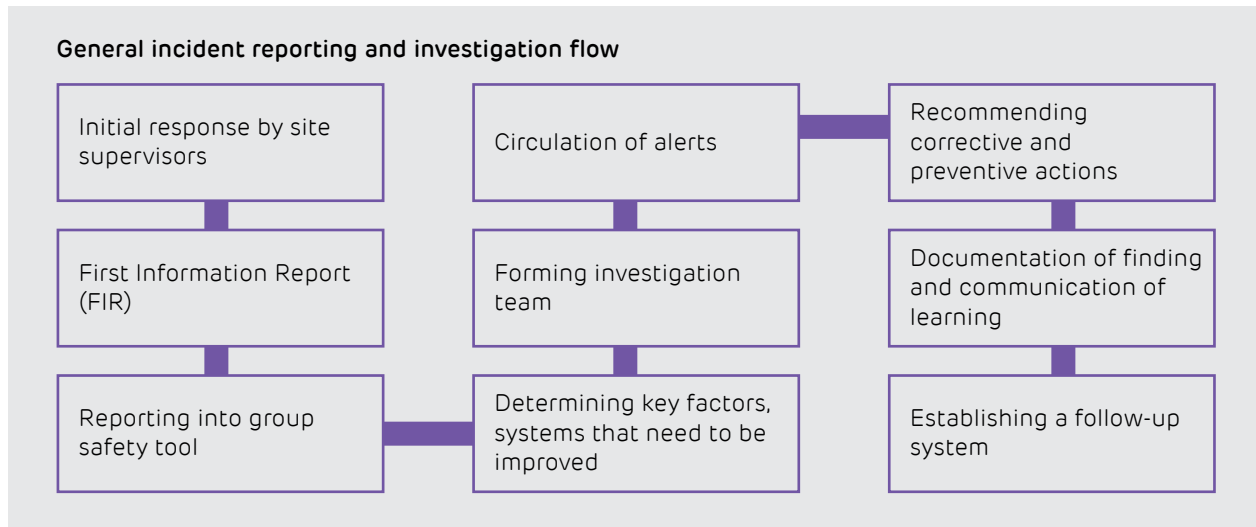 General incident reporting and investigation flow
Initial response by site
supervisors
First Information Report
(FIR)
Reporting into group
safety tool
Determining key factors,
systems that need to be
improved
Forming investigation
team
Circulation of alerts
Recommending
corrective and
preventive actions
Documentation of finding
and communication of
learning
Establishing a follow-up
system